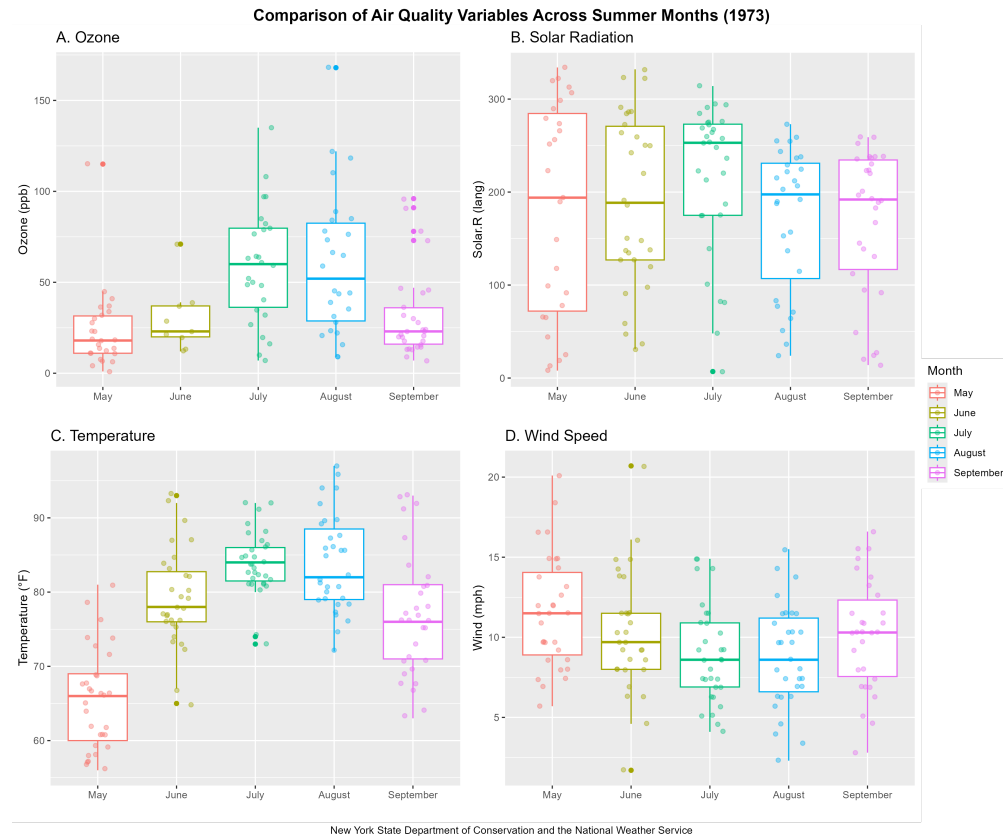 Comparison of Air Quality Variables Across Summer Months (1973)
A. Ozone
Ozone (ppb)
150
100
50
0
May June July August September
B. Solar Radiation
Solar.R (lang)
300
200
100
0
May June July August September
C. Temperature
Temperature (°F)
90
80
70
60
May June July August September
D. Wind Speed
Wind (mph)
20
15
10
5
May June July August September
Month
May
June
July
August
September
New York State Department of Conservation and the National Weather Service